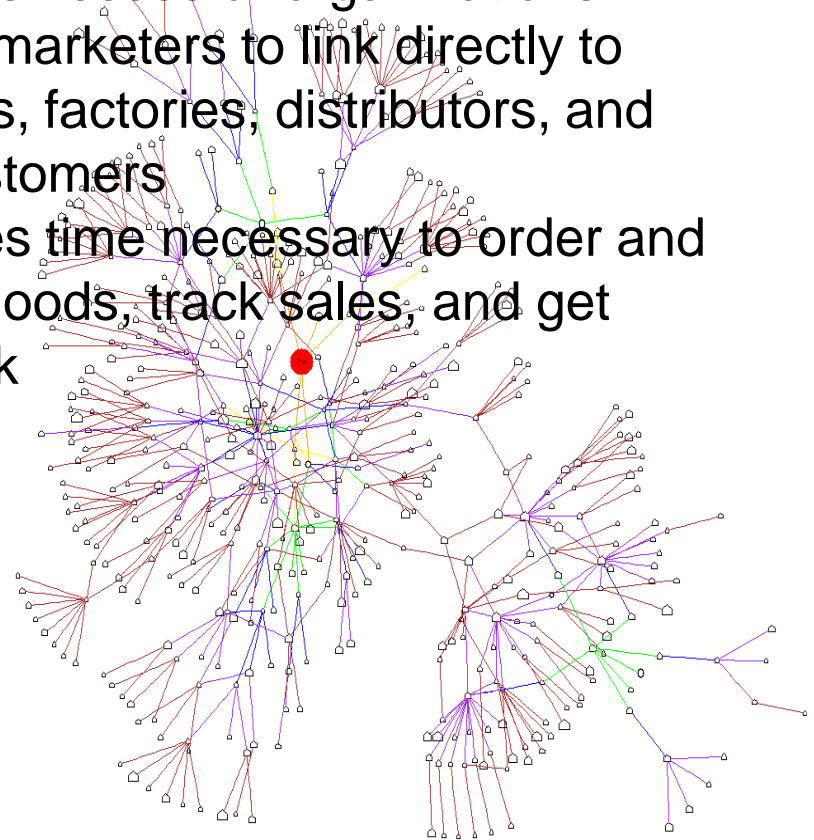 marketers to link directly to
s, factories, distributors, and
stomers
es time necessary to order and
oods, track sales, and get
k